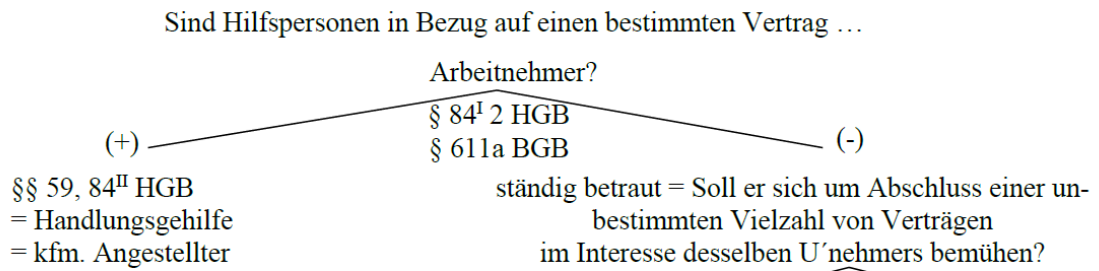 Sind Hilfspersonen in Bezug auf einen bestimmten Vertrag …
Arbeitnehmer?
§ 84ᴵ 2 HGB
(+)
§ 611a BGB
(-)
§§ 59, 84ᴵᴵ HGB
= Handlungsgehilfe
= kfm. Angestellter
ständig betraut = Soll er sich um Abschluss einer un-
bestimmten Vielzahl von Verträgen
im Interesse desselben U´nehmers bemühen?